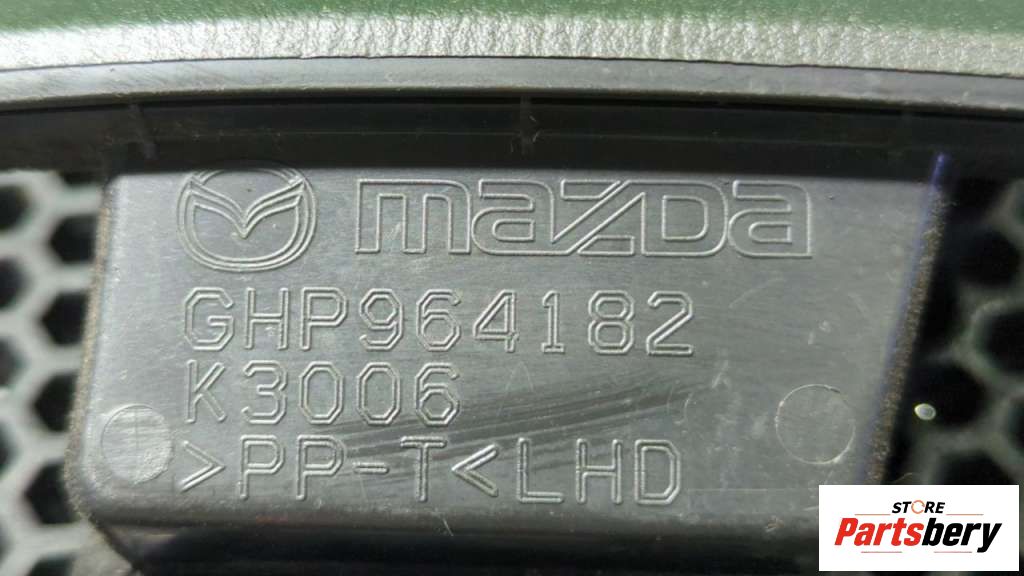 mazda
GHP964182
K3006
>PP-T<LHD
STORE
Partsbery